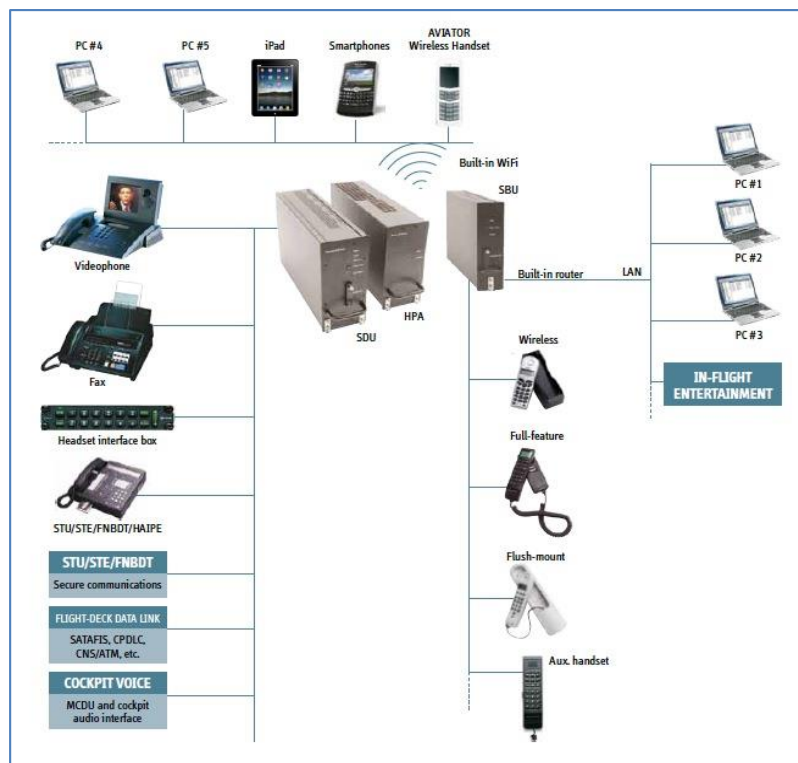 PC #4
PC #5
iPad
Smartphones
AVIATOR
Wireless Handset
Built-in WiFi
SBU
PC #1
PC #2
PC #3
Built-in router
LAN
IN-FLIGHT
ENTERTAINMENT
Videophone
SDU
HPA
Fax
Headset interface box
STU/STE/FNBDT/HAIPE
STU/STE/FNBDT
Secure communications
FLIGHT-DECK DATA LINK
SATAFIS, CPDLC,
CNS/ATM, etc.
COCKPIT VOICE
MCDU and cockpit
audio interface
Wireless
Full-feature
Flush-mount
Aux. handset